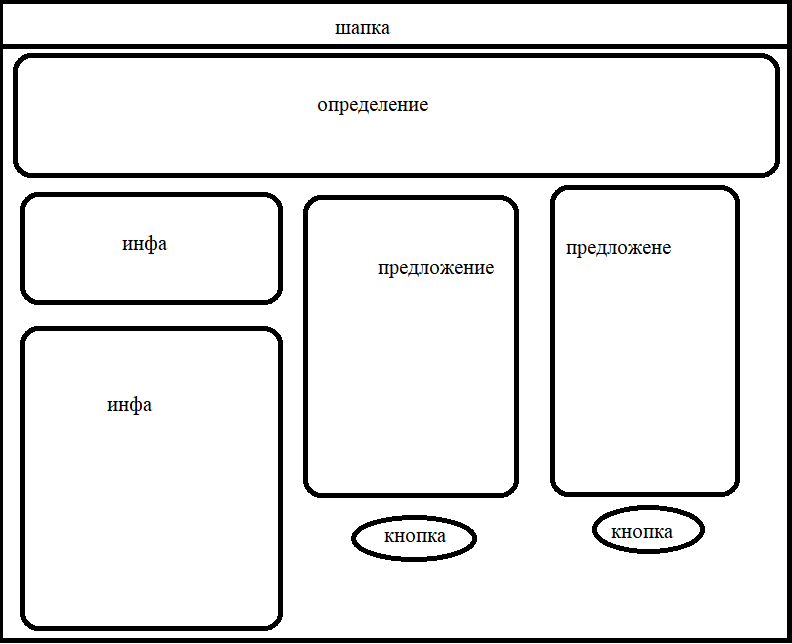 шапка
определение
инфа
предложение
предложене
инфа
кнопка
кнопка